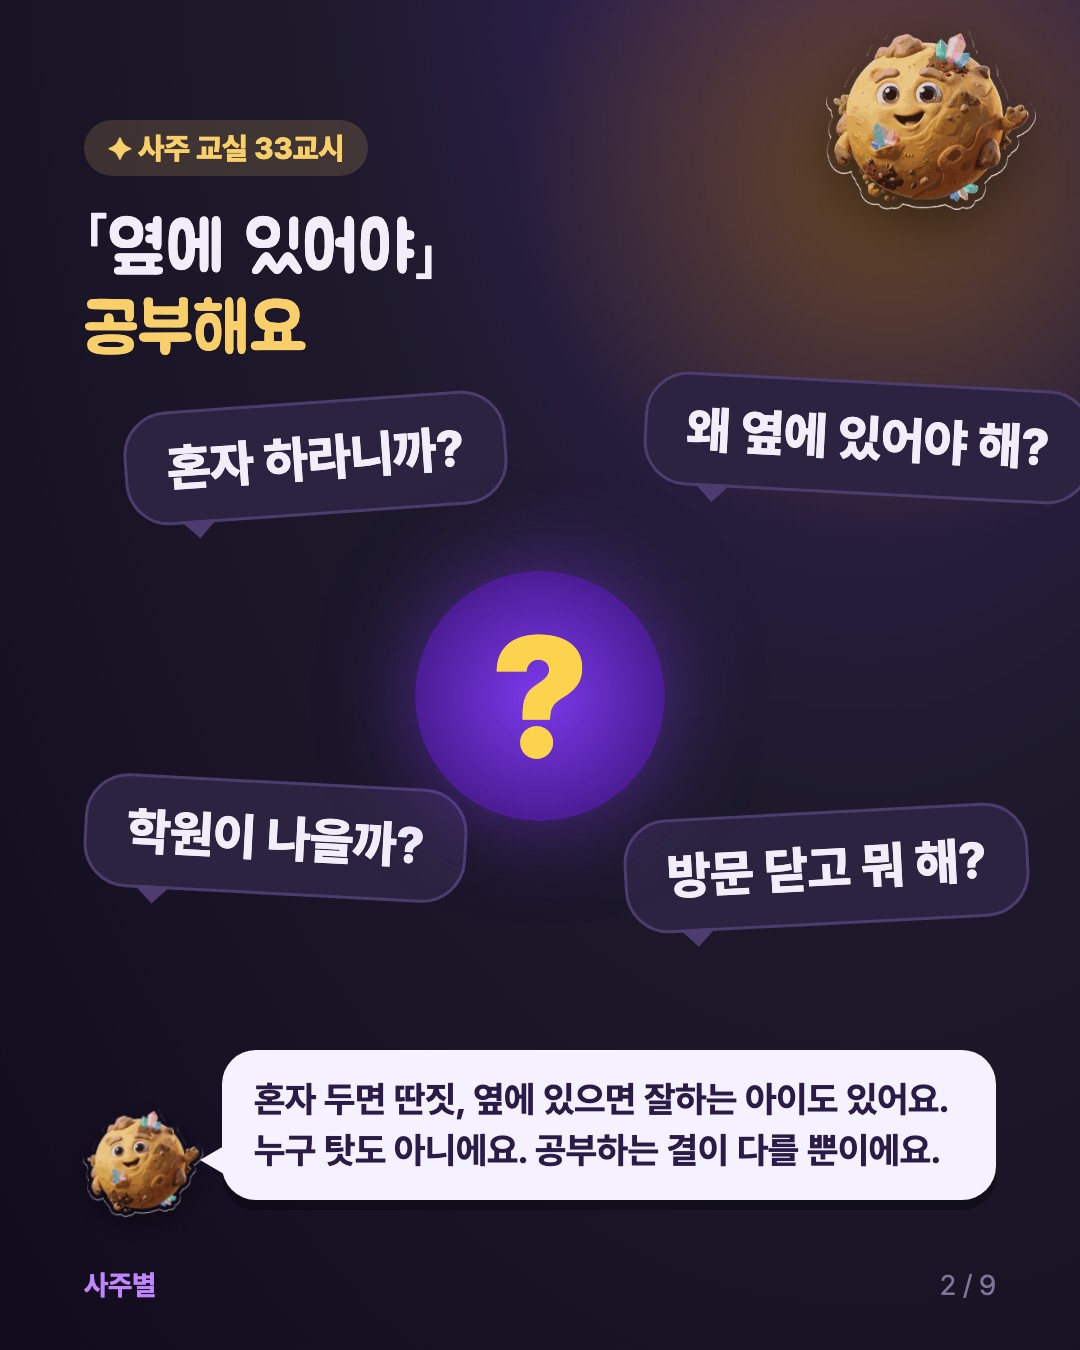 ✦ 사주 교실 33교시
「옆에 있어야」
공부해요
혼자 하라니까?
왜 옆에 있어야 해?
?
학원이 나을까?
방문 닫고 뭐 해?
혼자 두면 딴짓, 옆에 있으면 잘하는 아이도 있어요.
누구 탓도 아니에요. 공부하는 결이 다를 뿐이에요.
사주별
2 / 9